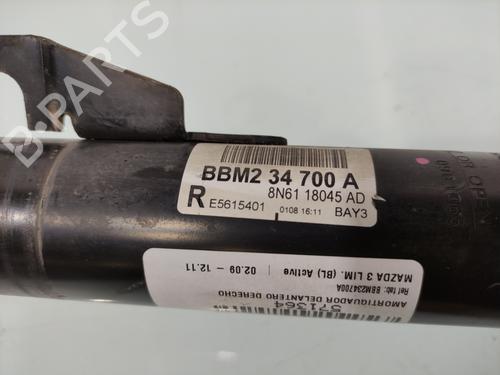 BBM2 34 700 A
8N61 18045 AD
R E5615401 0108 16:11 BAY3
571364
AMORTIGUADOR DELANTERO DERECHO
Ref fab: BBM234700A
MAZDA 3 LIM. (BL) Active 02.09 - 12.11